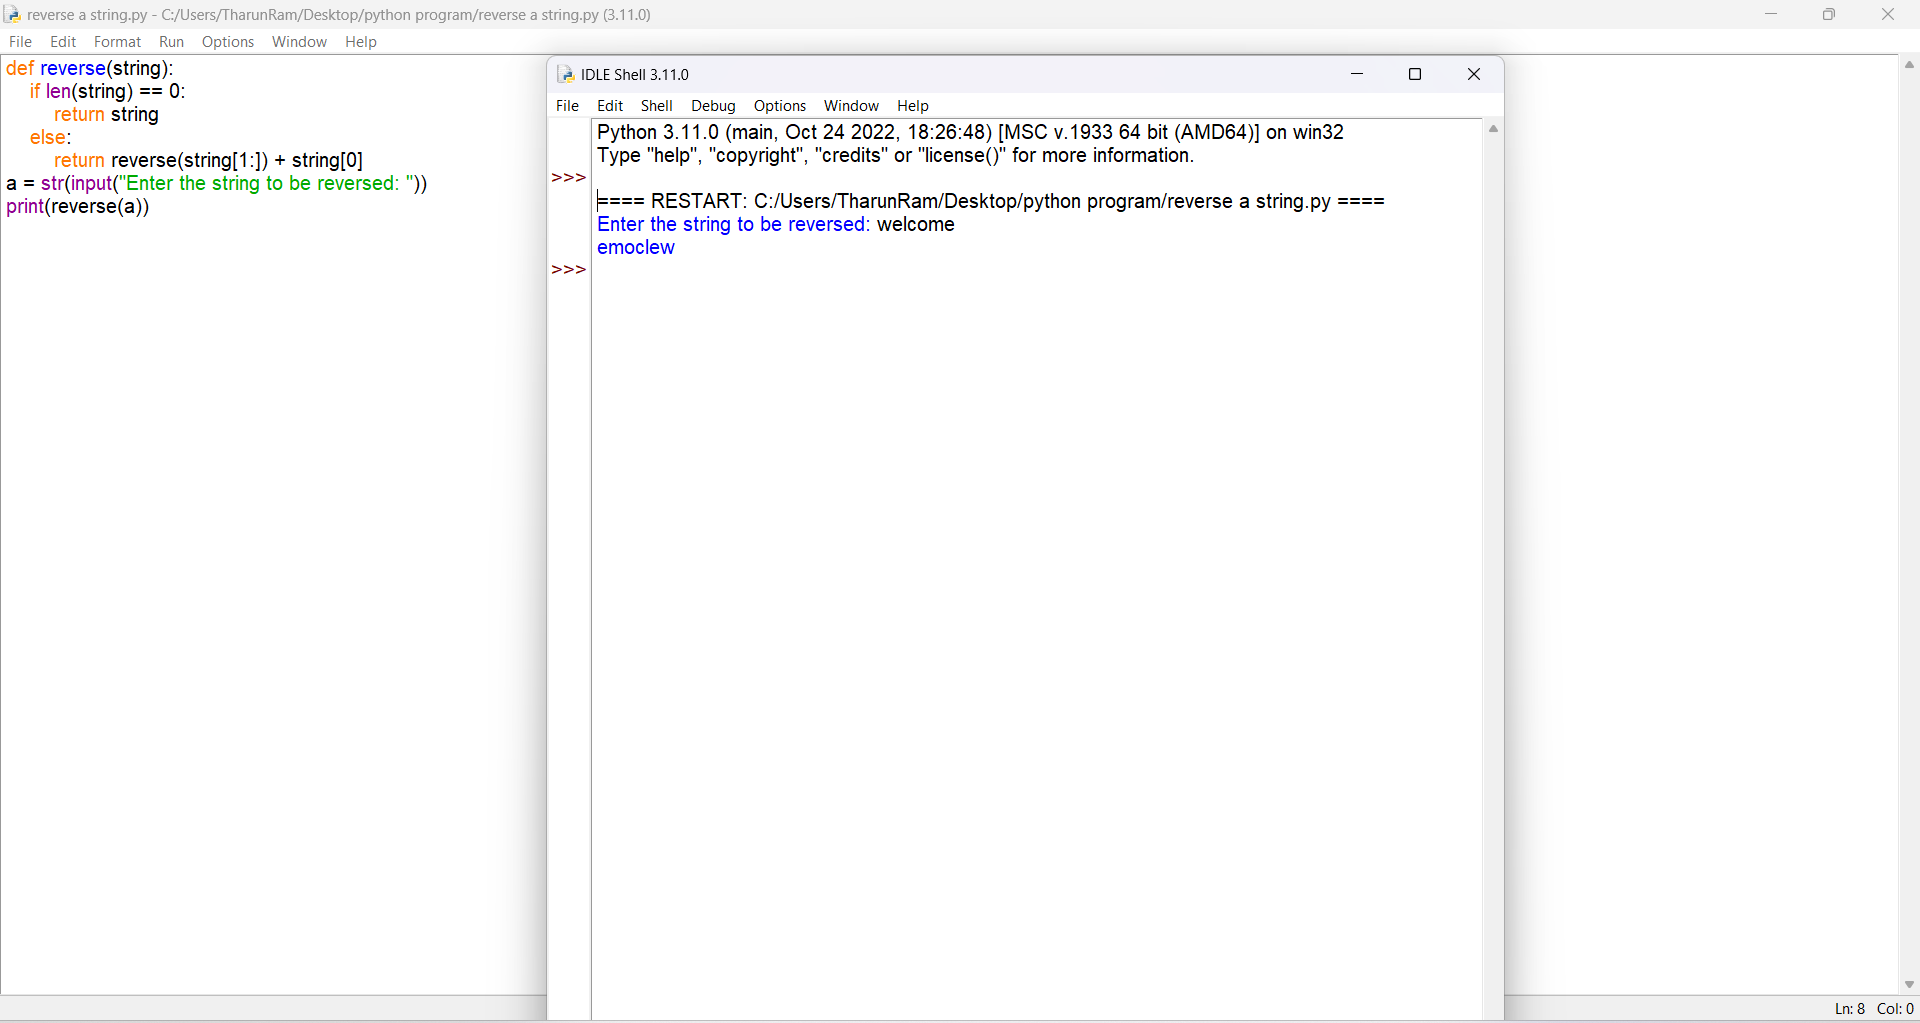 reverse a string.py - C:/Users/TharunRam/Desktop/python program/reverse a string.py (3.11.0)
File Edit Format Run Options Window Help
def reverse(string):
    if len(string) == 0:
        return string
    else:
        return reverse(string[1:]) + string[0]
a = str(input("Enter the string to be reversed: "))
print(reverse(a))
IDLE Shell 3.11.0
File Edit Shell Debug Options Window Help
Python 3.11.0 (main, Oct 24 2022, 18:26:48) [MSC v.1933 64 bit (AMD64)] on win32
Type "help", "copyright", "credits" or "license()" for more information.
>>>
==== RESTART: C:/Users/TharunRam/Desktop/python program/reverse a string.py ====
Enter the string to be reversed: welcome
emoclew
>>>
Ln: 8 Col: 0